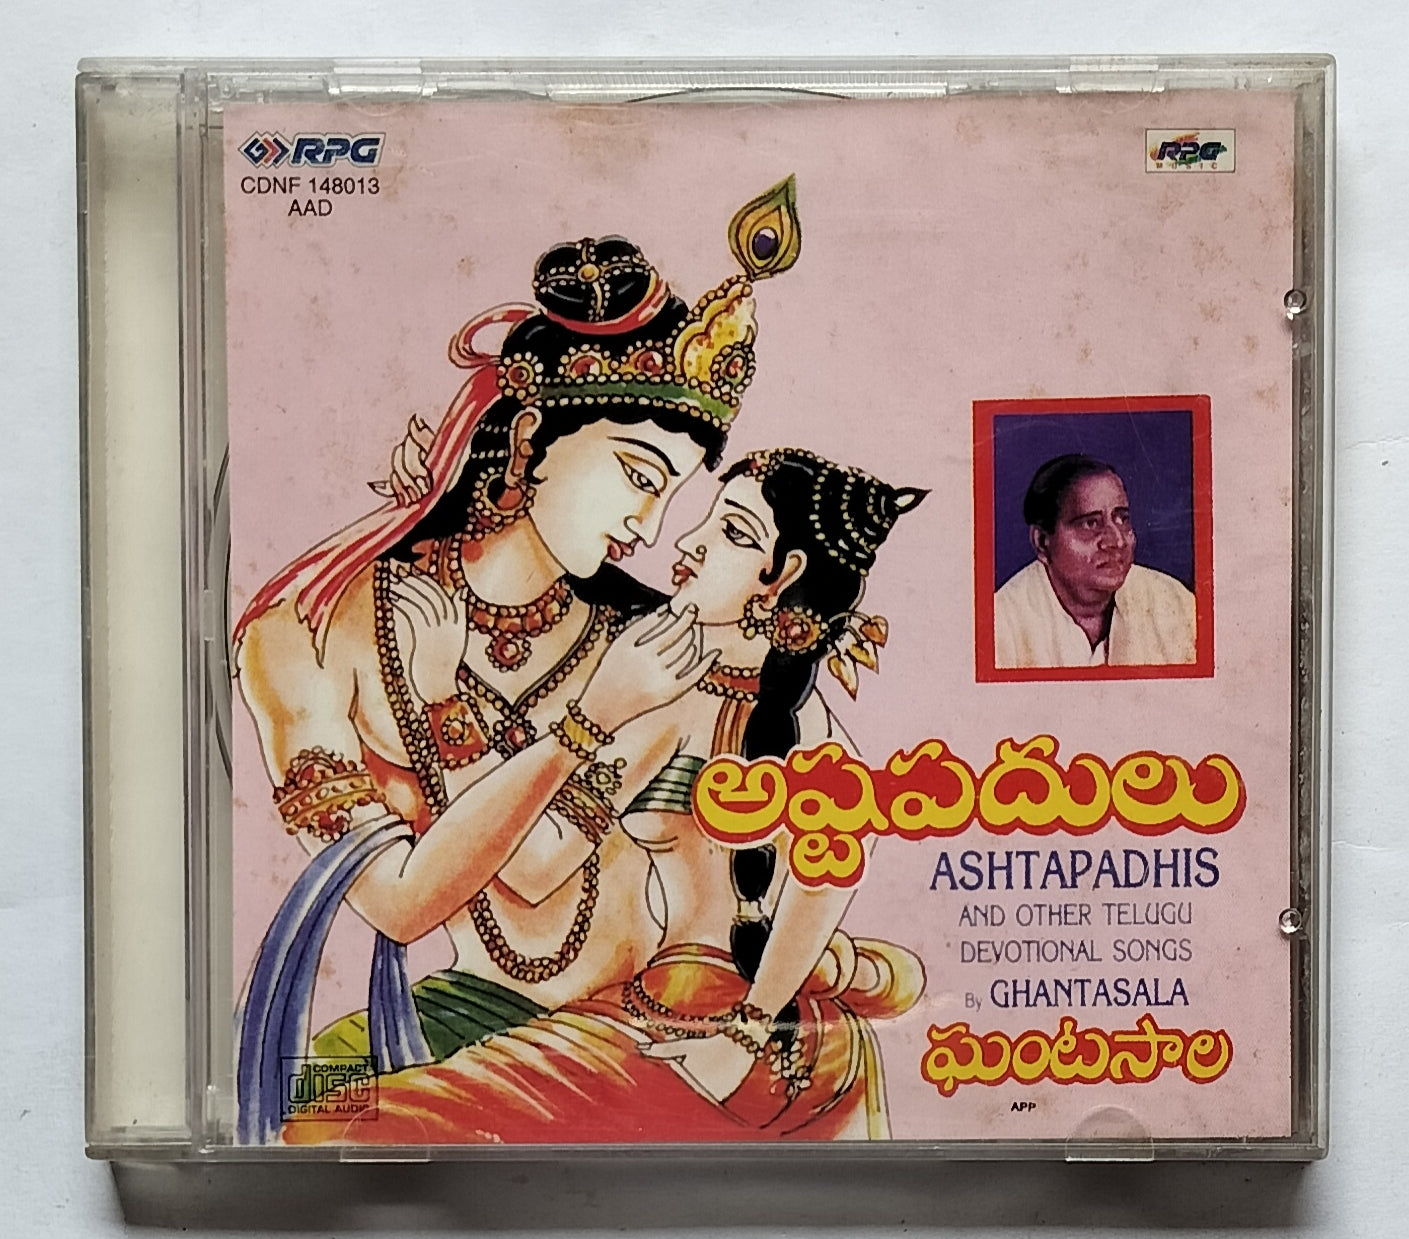 RPG
CDNF 148013
AAD
RPG
MUSIC
అష్టపదులు
ASHTAPADHIS
AND OTHER TELUGU
DEVOTIONAL SONGS
By GHANTASALA
ఘంటసాల
APP
COMPACT
disc
DIGITAL AUDIO